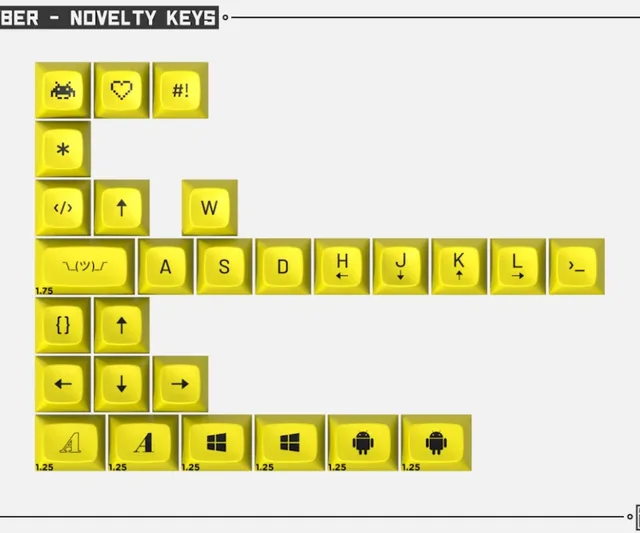 BER - NOVELTY KEYS
#!
*
</> ↑ W
¯\_(ツ)_/¯ A S D H J K L ›_
← ↓ ↑ →
1.75
{} ↑
← ↓ →
A A
1.25 1.25 1.25 1.25 1.25 1.25